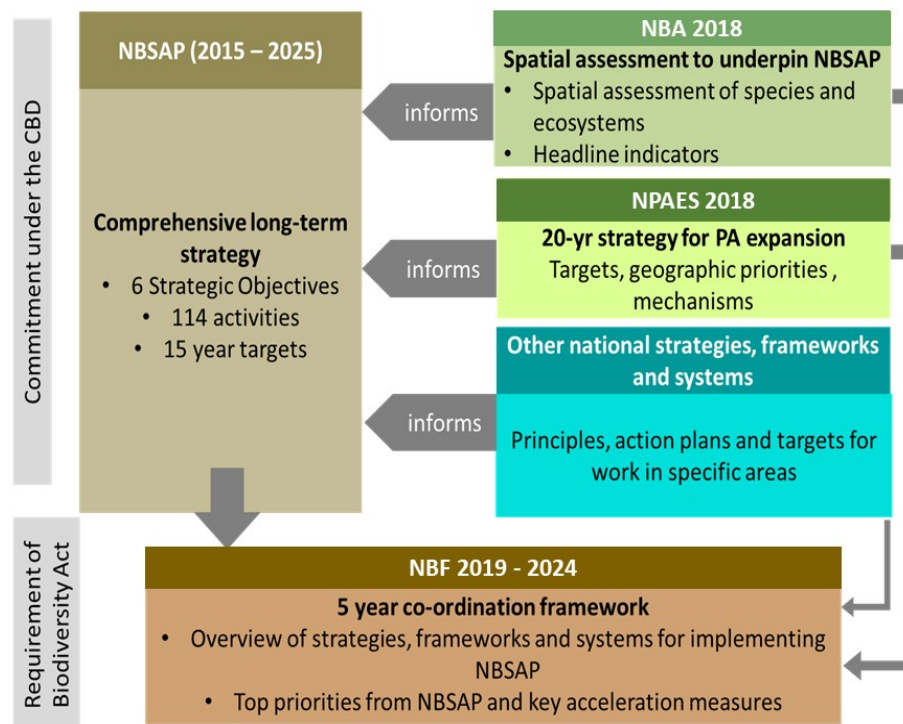 Commitment under the CBD
NBSAP (2015 – 2025)
Comprehensive long-term
strategy
• 6 Strategic Objectives
• 114 activities
• 15 year targets
informs
NBA 2018
Spatial assessment to underpin NBSAP
• Spatial assessment of species and
ecosystems
• Headline indicators
informs
NPAES 2018
20-yr strategy for PA expansion
Targets, geographic priorities ,
mechanisms
informs
Other national strategies, frameworks
and systems
Principles, action plans and targets for
work in specific areas
Requirement of
Biodiversity Act
NBF 2019 - 2024
5 year co-ordination framework
• Overview of strategies, frameworks and systems for implementing
NBSAP
• Top priorities from NBSAP and key acceleration measures